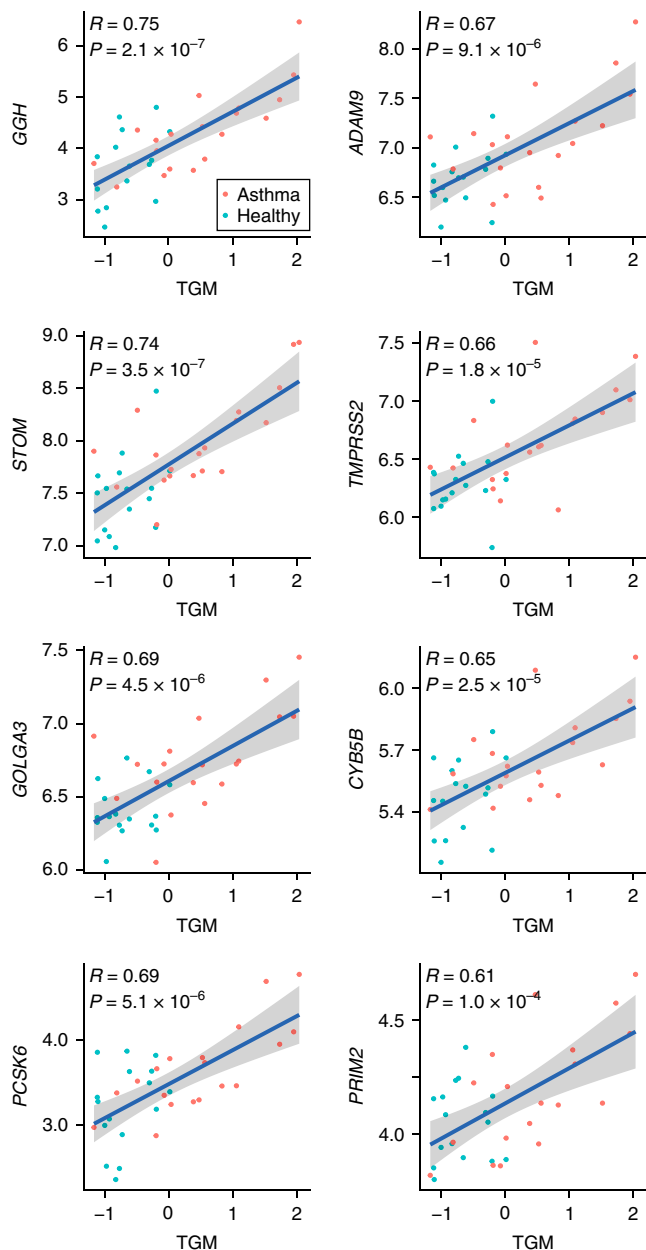 R = 0.75
P = 2.1 × 10⁻⁷
6
5
4
3
GGH
Asthma
Healthy
−1 0 1 2
TGM
R = 0.67
P = 9.1 × 10⁻⁶
8.0
7.5
7.0
6.5
ADAM9
−1 0 1 2
TGM
R = 0.74
P = 3.5 × 10⁻⁷
9.0
8.5
8.0
7.5
7.0
STOM
−1 0 1 2
TGM
R = 0.66
P = 1.8 × 10⁻⁵
7.5
7.0
6.5
6.0
TMPRSS2
−1 0 1 2
TGM
R = 0.69
P = 4.5 × 10⁻⁶
7.5
7.0
6.5
6.0
GOLGA3
−1 0 1 2
TGM
R = 0.65
P = 2.5 × 10⁻⁵
6.0
5.7
5.4
CYB5B
−1 0 1 2
TGM
R = 0.69
P = 5.1 × 10⁻⁶
4.0
3.0
PCSK6
−1 0 1 2
TGM
R = 0.61
P = 1.0 × 10⁻⁴
4.5
4.0
PRIM2
−1 0 1 2
TGM